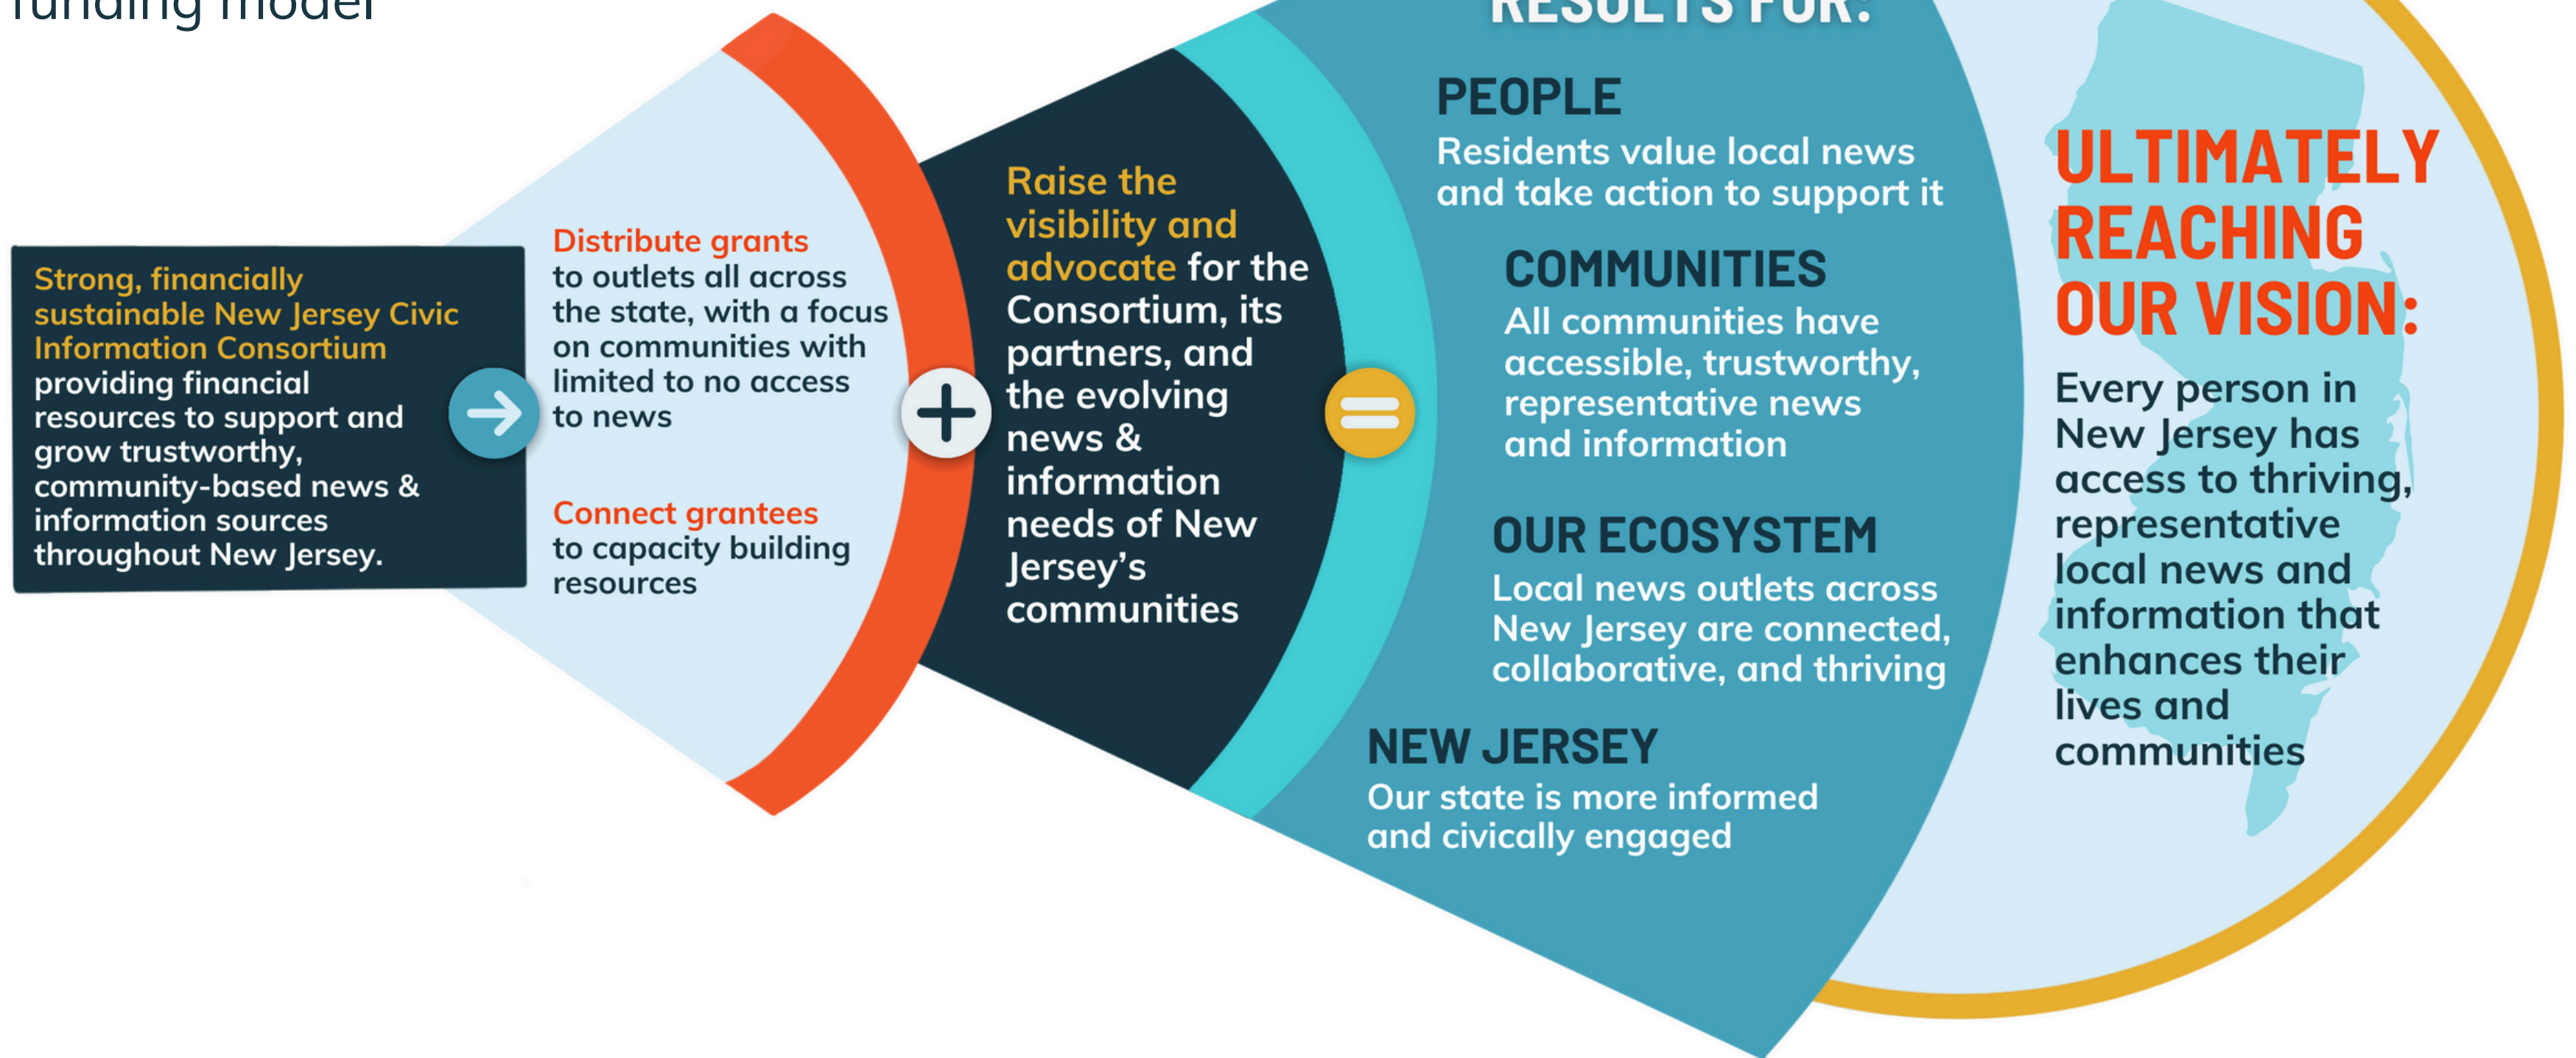 funding model
Strong, financially
sustainable New Jersey Civic
Information Consortium
providing financial
resources to support and
grow trustworthy,
community-based news &
information sources
throughout New Jersey.
Distribute grants
to outlets all across
the state, with a focus
on communities with
limited to no access
to news
Connect grantees
to capacity building
resources
+
Raise the
visibility and
advocate for the
Consortium, its
partners, and
the evolving
news &
information
needs of New
Jersey’s
communities
=
RESULTS FOR:
PEOPLE
Residents value local news
and take action to support it
COMMUNITIES
All communities have
accessible, trustworthy,
representative news
and information
OUR ECOSYSTEM
Local news outlets across
New Jersey are connected,
collaborative, and thriving
NEW JERSEY
Our state is more informed
and civically engaged
ULTIMATELY
REACHING
OUR VISION:
Every person in
New Jersey has
access to thriving,
representative
local news and
information that
enhances their
lives and
communities